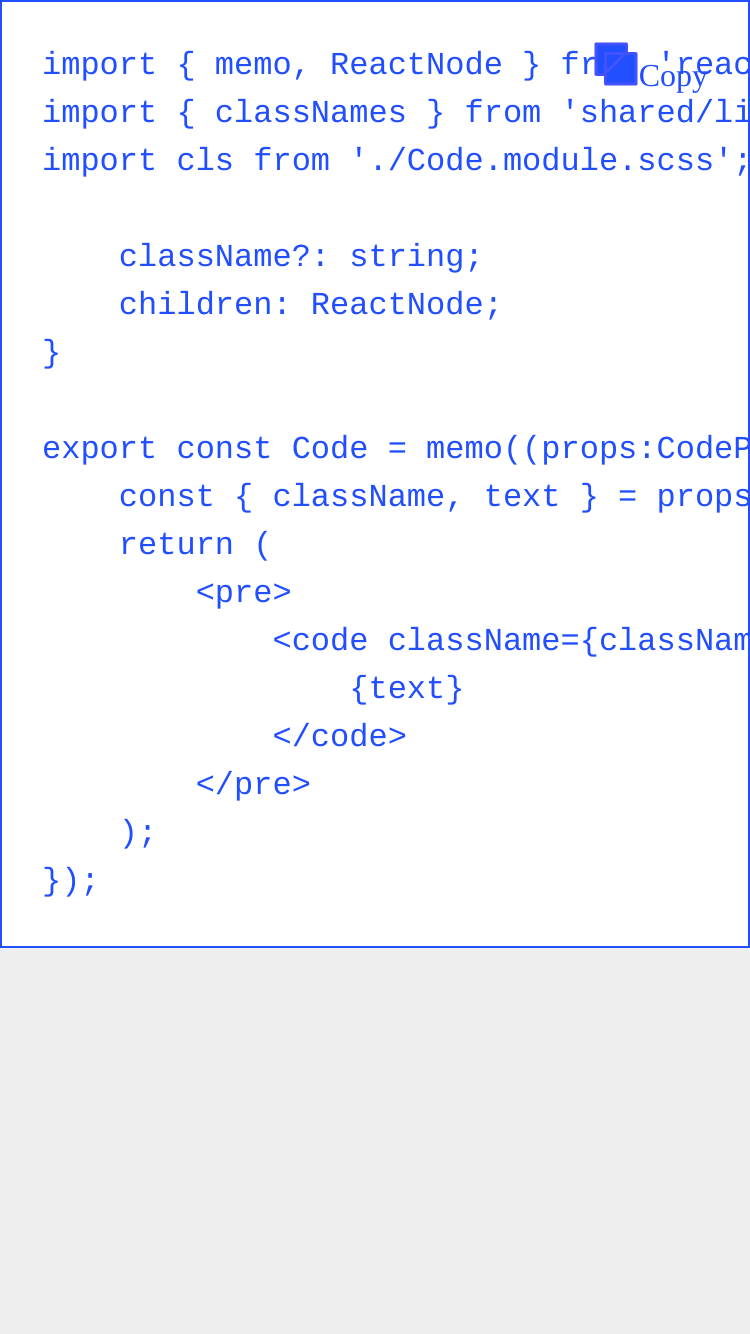 import { memo, ReactNode } from 'reac
Copy
import { classNames } from 'shared/li
import cls from './Code.module.scss';
className?: string;
children: ReactNode;
}
export const Code = memo((props:CodeP
const { className, text } = props
return (
<pre>
<code className={classNam
{text}
</code>
</pre>
);
});